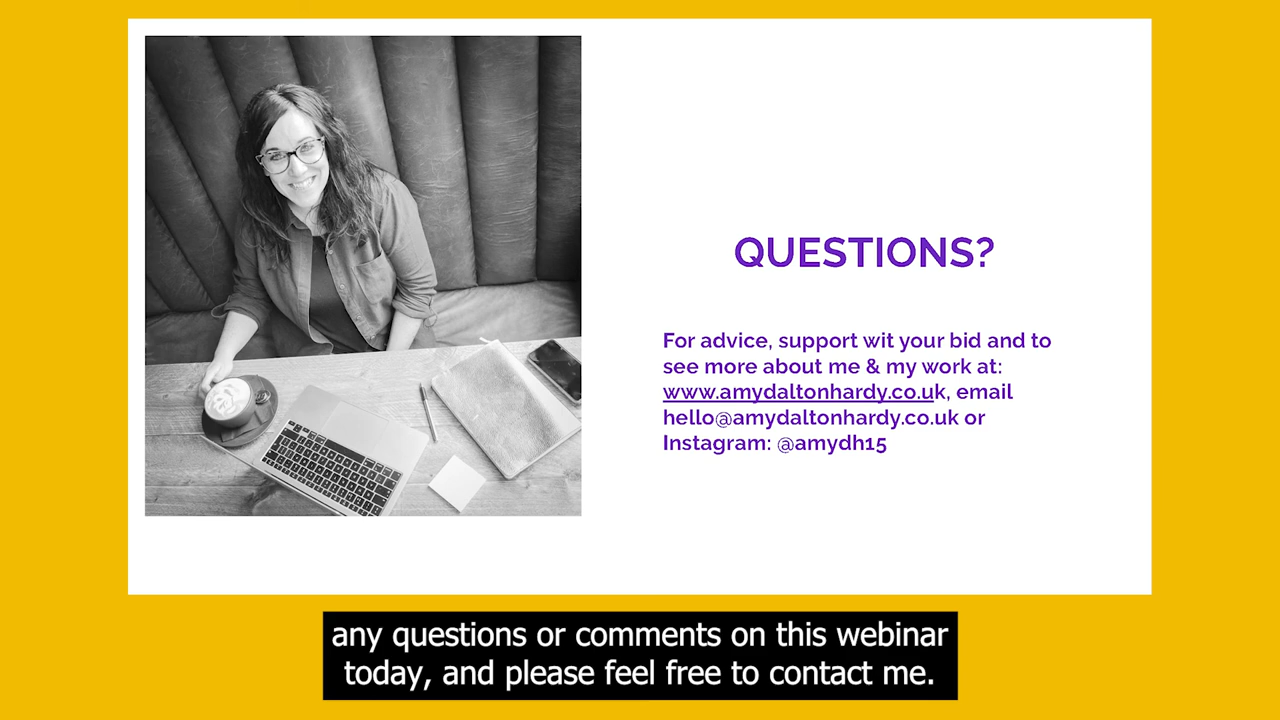 QUESTIONS?
For advice, support wit your bid and to
see more about me & my work at:
www.amydaltonhardy.co.uk, email
hello@amydaltonhardy.co.uk or
Instagram: @amydh15
any questions or comments on this webinar
today, and please feel free to contact me.